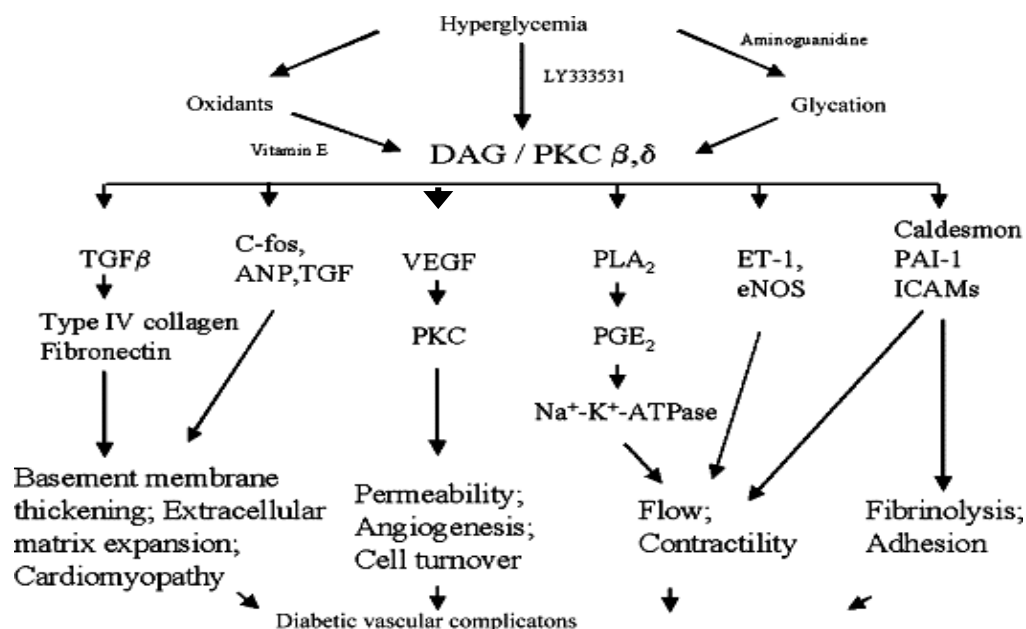 Hyperglycemia
Aminoguanidine
LY333531
Oxidants
Glycation
Vitamin E
DAG / PKC β,δ
TGFβ
C-fos,
ANP,TGF
VEGF
PLA₂
ET-1,
eNOS
Caldesmon
PAI-1
ICAMs
Type IV collagen
Fibronectin
PKC
PGE₂
Na⁺-K⁺-ATPase
Basement membrane
thickening; Extracellular
matrix expansion;
Cardiomyopathy
Permeability;
Angiogenesis;
Cell turnover
Flow;
Contractility
Fibrinolysis;
Adhesion
Diabetic vascular complicatons